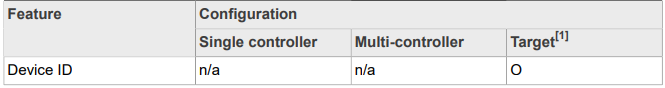 Feature Configuration
Single controller Multi-controller Target[1]
Device ID n/a n/a O